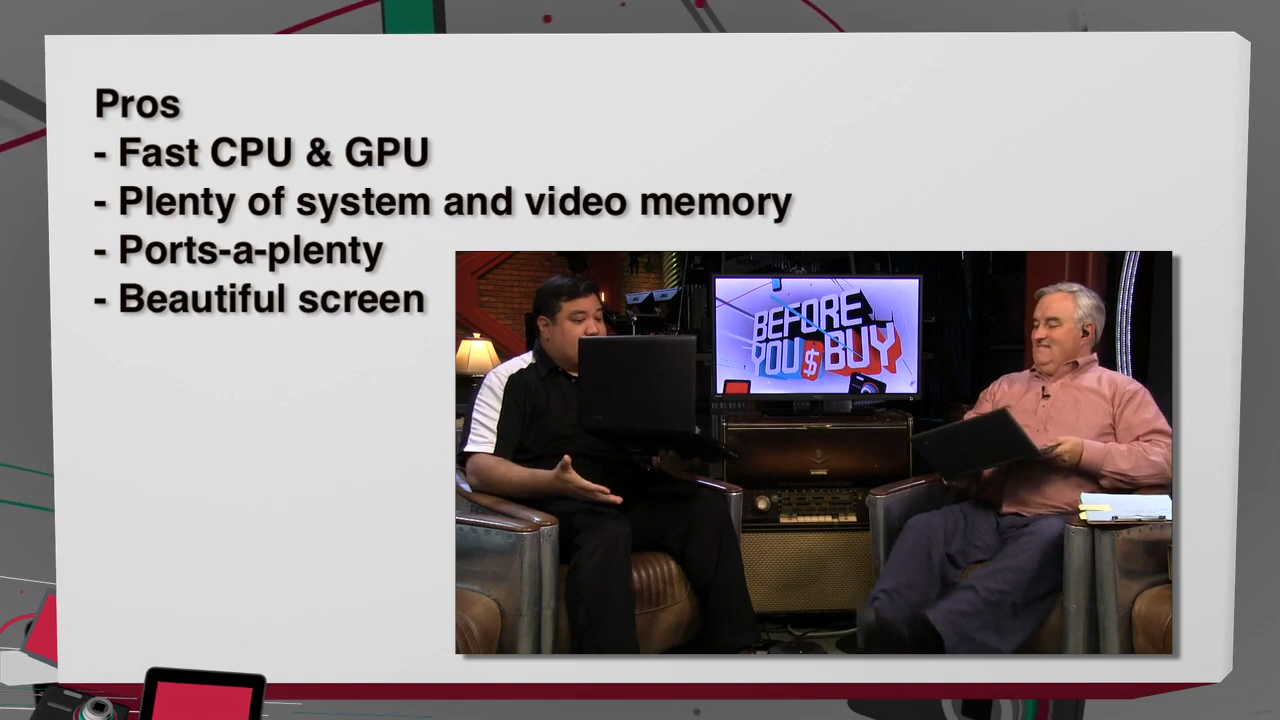 Pros
- Fast CPU & GPU
- Plenty of system and video memory
- Ports-a-plenty
- Beautiful screen
BEFORE
YOU $ BUY